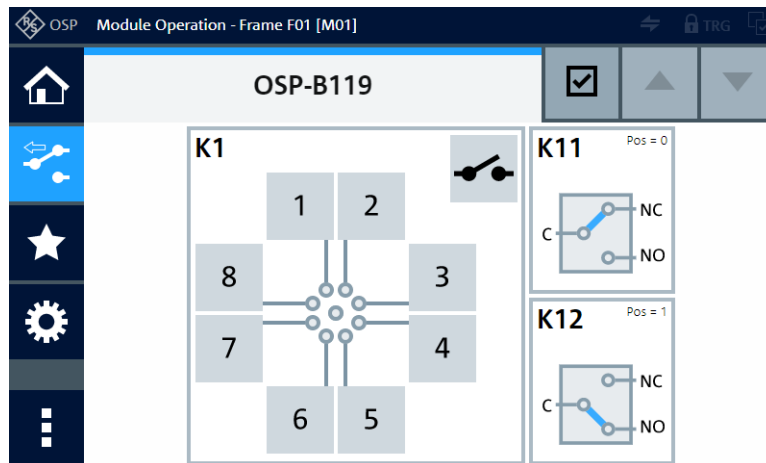 R&S OSP Module Operation - Frame F01 [M01] TRG
OSP-B119
K1
1 2
8 3
7 4
6 5
K11 Pos = 0
NC
C
NO
K12 Pos = 1
NC
C
NO